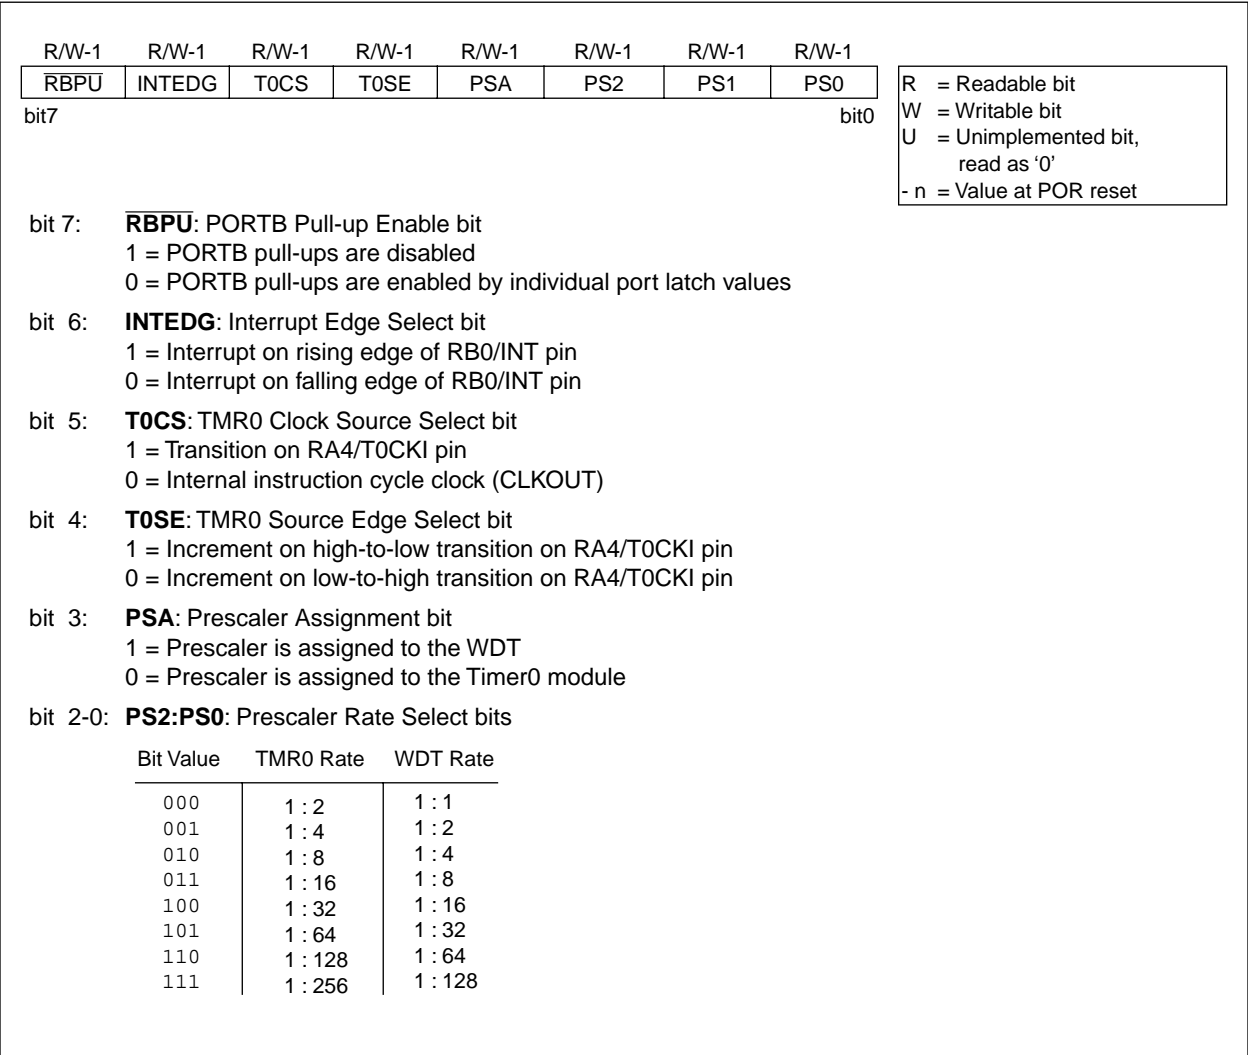 R/W-1 R/W-1 R/W-1 R/W-1 R/W-1 R/W-1 R/W-1 R/W-1
RBPU INTEDG T0CS T0SE PSA PS2 PS1 PS0
bit7 bit0
R = Readable bit
W = Writable bit
U = Unimplemented bit,
read as ‘0’
- n = Value at POR reset
bit 7: RBPU: PORTB Pull-up Enable bit
1 = PORTB pull-ups are disabled
0 = PORTB pull-ups are enabled by individual port latch values
bit 6: INTEDG: Interrupt Edge Select bit
1 = Interrupt on rising edge of RB0/INT pin
0 = Interrupt on falling edge of RB0/INT pin
bit 5: T0CS: TMR0 Clock Source Select bit
1 = Transition on RA4/T0CKI pin
0 = Internal instruction cycle clock (CLKOUT)
bit 4: T0SE: TMR0 Source Edge Select bit
1 = Increment on high-to-low transition on RA4/T0CKI pin
0 = Increment on low-to-high transition on RA4/T0CKI pin
bit 3: PSA: Prescaler Assignment bit
1 = Prescaler is assigned to the WDT
0 = Prescaler is assigned to the Timer0 module
bit 2-0: PS2:PS0: Prescaler Rate Select bits
Bit Value TMR0 Rate WDT Rate
000 1 : 2 1 : 1
001 1 : 4 1 : 2
010 1 : 8 1 : 4
011 1 : 16 1 : 8
100 1 : 32 1 : 16
101 1 : 64 1 : 32
110 1 : 128 1 : 64
111 1 : 256 1 : 128